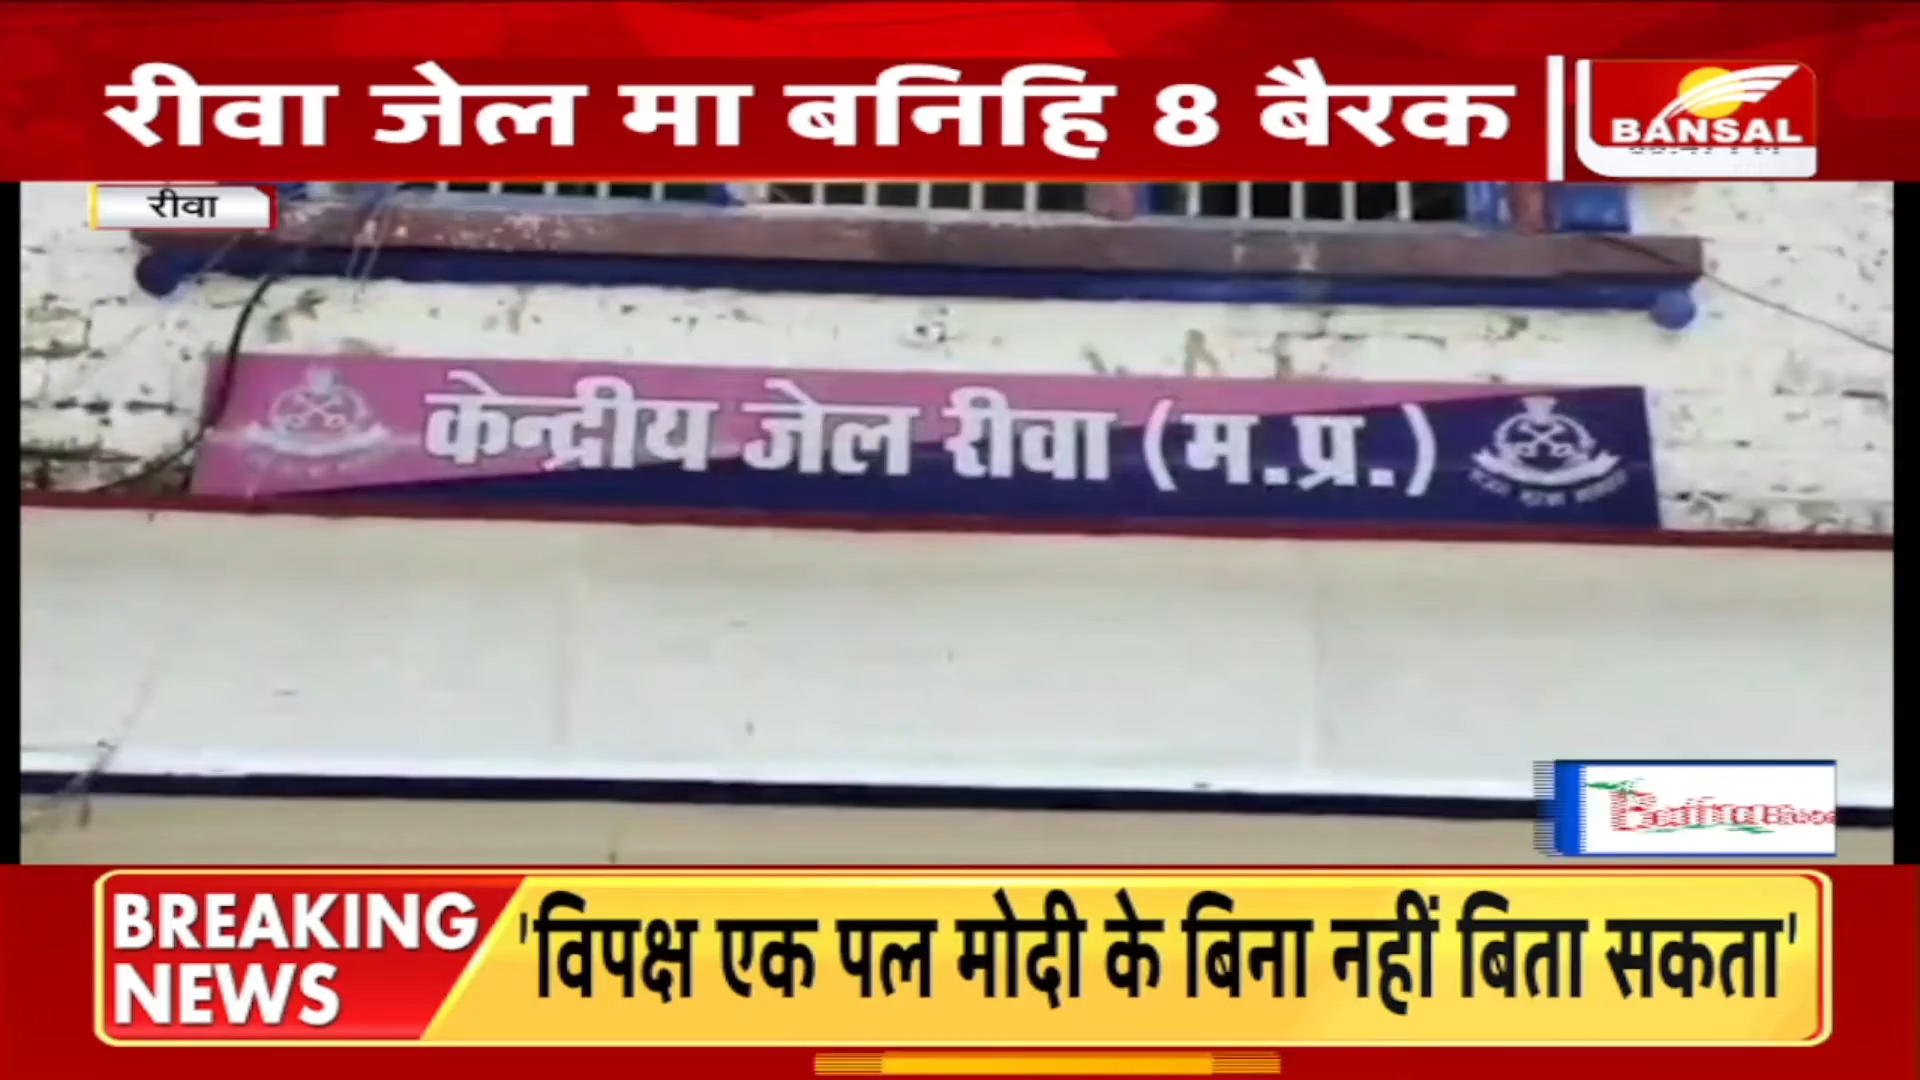 रीवा जेल मा बनिहि 8 बैरक
BANSAL
रीवा
केन्द्रीय जेल रीवा (म.प्र.)
BREAKING
NEWS
'विपक्ष एक पल मोदी के बिना नहीं बिता सकता'